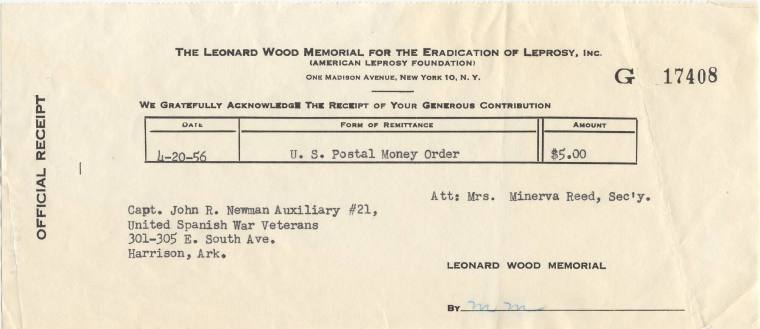 THE LEONARD WOOD MEMORIAL FOR THE ERADICATION OF LEPROSY, INC.
(AMERICAN LEPROSY FOUNDATION)
ONE MADISON AVENUE, NEW YORK 10, N. Y.
G 17408
OFFICIAL RECEIPT
WE GRATEFULLY ACKNOWLEDGE THE RECEIPT OF YOUR GENEROUS CONTRIBUTION
DATE FORM OF REMITTANCE AMOUNT
4-20-56 U. S. Postal Money Order $5.00
Att: Mrs. Minerva Reed, Sec'y.
Capt. John R. Newman Auxiliary #21,
United Spanish War Veterans
301-305 E. South Ave.
Harrison, Ark.
LEONARD WOOD MEMORIAL
BY m m